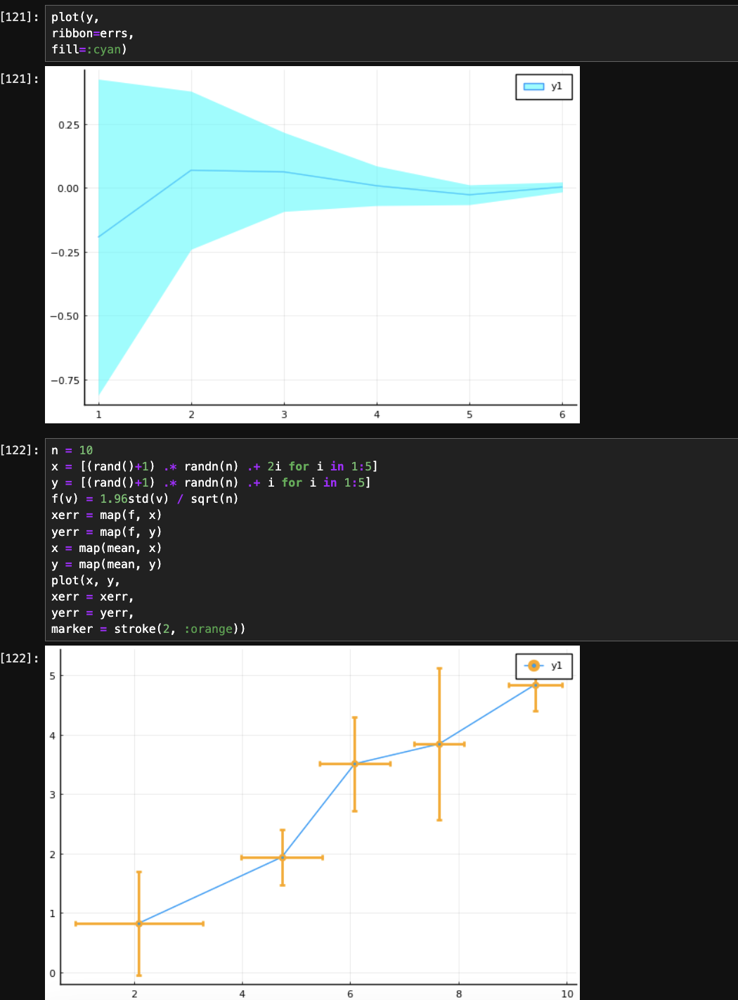 [121]: plot(y,
ribbon=errs,
fill=:cyan)
[121]:
y1
0.25
0.00
−0.25
−0.50
−0.75
1 2 3 4 5 6
[122]: n = 10
x = [(rand()+1) .* randn(n) .+ 2i for i in 1:5]
y = [(rand()+1) .* randn(n) .+ i for i in 1:5]
f(v) = 1.96std(v) / sqrt(n)
xerr = map(f, x)
yerr = map(f, y)
x = map(mean, x)
y = map(mean, y)
plot(x, y,
xerr = xerr,
yerr = yerr,
marker = stroke(2, :orange))
[122]:
y1
5
4
3
2
1
0
2 4 6 8 10